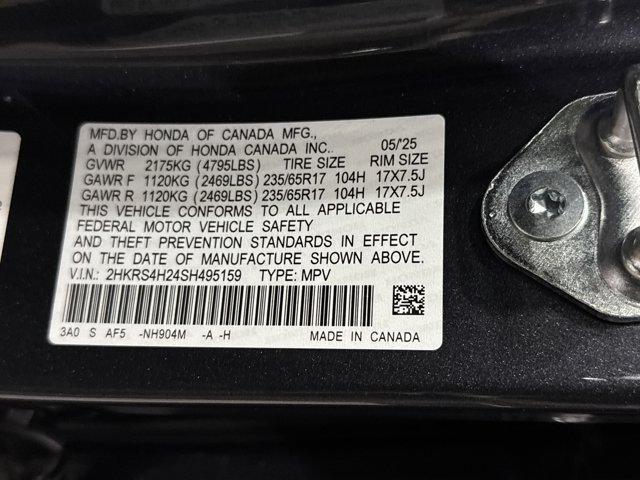 MFD.BY HONDA OF CANADA MFG.,
A DIVISION OF HONDA CANADA INC.. 05/'25
GVWR 2175KG (4795LBS) TIRE SIZE RIM SIZE
GAWR F 1120KG (2469LBS) 235/65R17 104H 17X7.5J
GAWR R 1120KG (2469LBS) 235/65R17 104H 17X7.5J
THIS VEHICLE CONFORMS TO ALL APPLICABLE
FEDERAL MOTOR VEHICLE SAFETY
AND THEFT PREVENTION STANDARDS IN EFFECT
ON THE DATE OF MANUFACTURE SHOWN ABOVE.
V.I.N.: 2HKRS4H24SH495159 TYPE: MPV
3A0 S AF5 -NH904M -A -H MADE IN CANADA